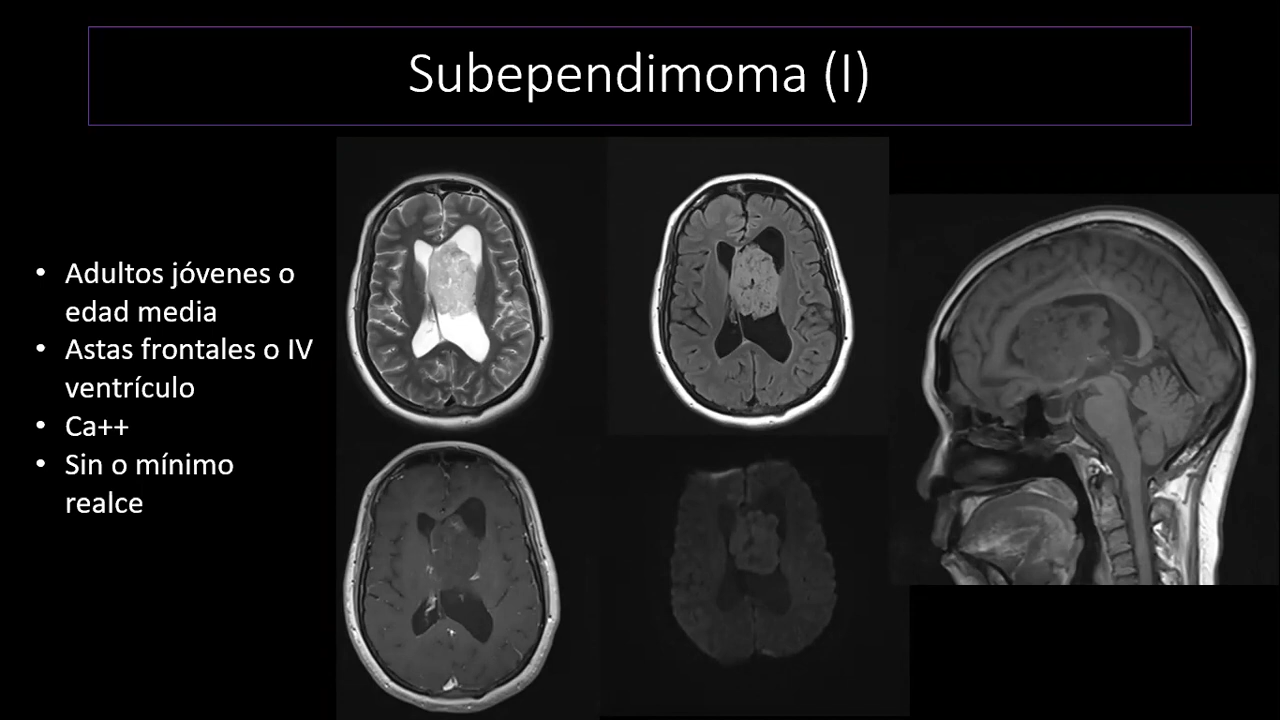 Subependimoma (I)
• Adultos jóvenes o
edad media
• Astas frontales o IV
ventrículo
• Ca++
• Sin o mínimo
realce